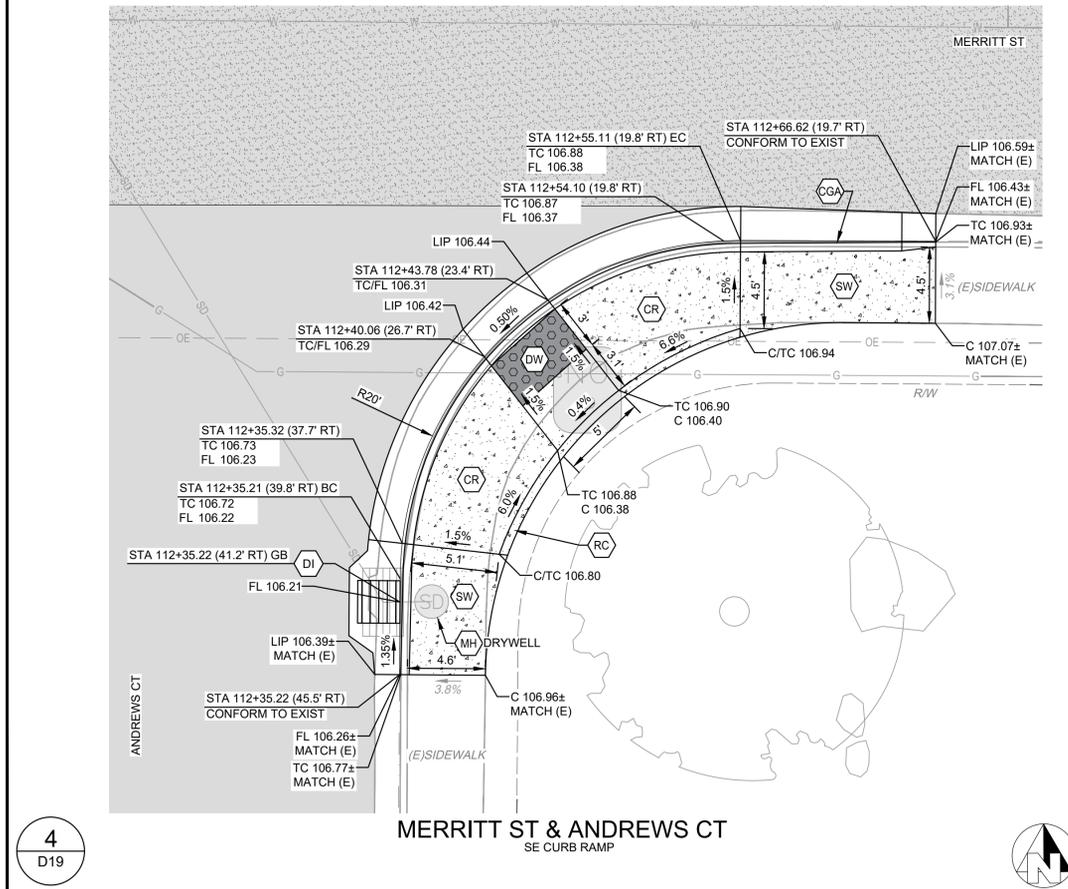 W W W W W
MERRITT ST
STA 112+66.62 (19.7' RT)
CONFORM TO EXIST
STA 112+55.11 (19.8' RT) EC
TC 106.88
FL 106.38
LIP 106.59±
MATCH (E)
STA 112+54.10 (19.8' RT)
TC 106.87
FL 106.37
CGA
FL 106.43±
MATCH (E)
TC 106.93±
MATCH (E)
LIP 106.44
STA 112+43.78 (23.4' RT)
TC/FL 106.31
LIP 106.42
STA 112+40.06 (26.7' RT)
TC/FL 106.29
0.50%
3'
1'
3.1'
CR
1.5%
4.5'
SW
4.5'
3.1%
(E)SIDEWALK
SD
G
OE
DW
1.5%
6.6%
OE
OE
C/TC 106.94
C 107.07±
MATCH (E)
G G G G G G
R/W
R20'
1.5%
0.4%
TC 106.90
C 106.40
5'
STA 112+35.32 (37.7' RT)
TC 106.73
FL 106.23
CR
6.0%
TC 106.88
C 106.38
STA 112+35.21 (39.8' RT) BC
TC 106.72
FL 106.22
RC
STA 112+35.22 (41.2' RT) GB
DI
1.5%
5.1'
C/TC 106.80
FL 106.21
SD
SW
LIP 106.39±
MATCH (E)
1.35%
MH DRYWELL
4.6'
3.8%
C 106.96±
MATCH (E)
STA 112+35.22 (45.5' RT)
CONFORM TO EXIST
ANDREWS CT
FL 106.26±
MATCH (E)
TC 106.77±
MATCH (E)
(E)SIDEWALK
MERRITT ST & ANDREWS CT
SE CURB RAMP
4
D19
N